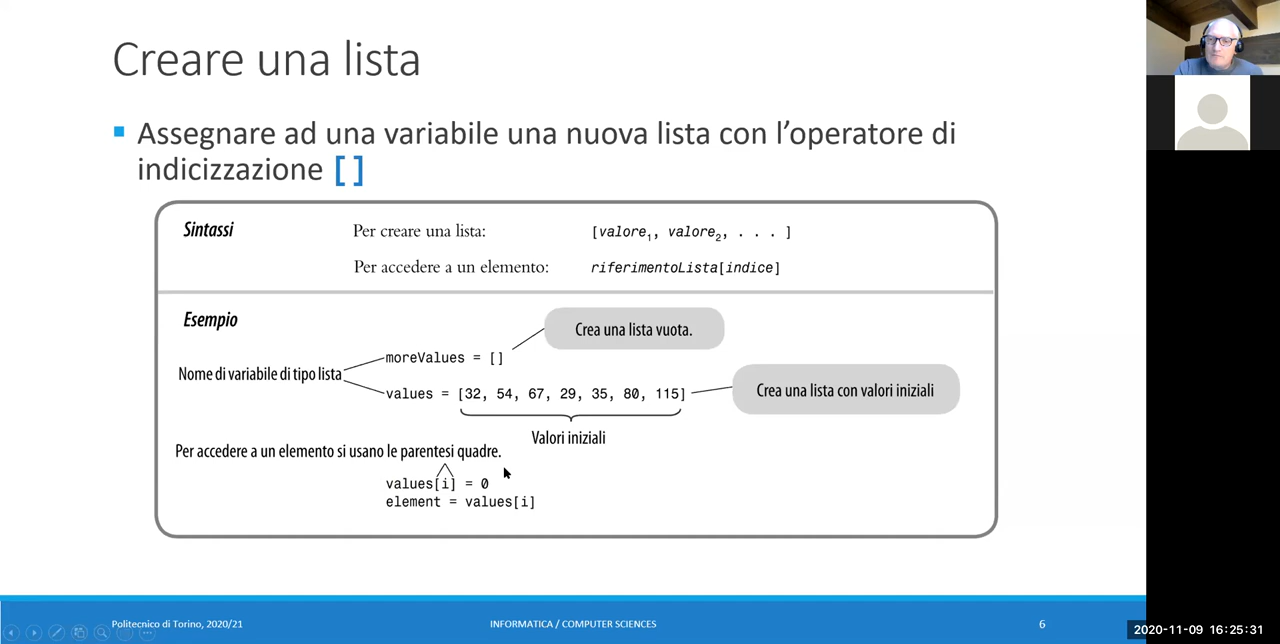 Creare una lista
Assegnare ad una variabile una nuova lista con l’operatore di
indicizzazione [ ]
Sintassi
Per creare una lista:
[valore1, valore2, . . . ]
Per accedere a un elemento:
riferimentoLista[indice]
Esempio
Crea una lista vuota.
moreValues = []
Nome di variabile di tipo lista
values = [32, 54, 67, 29, 35, 80, 115]
Crea una lista con valori iniziali
Valori iniziali
Per accedere a un elemento si usano le parentesi quadre.
values[i] = 0
element = values[i]
Politecnico di Torino, 2020/21
INFORMATICA / COMPUTER SCIENCES
6
2020-11-09 16:25:31